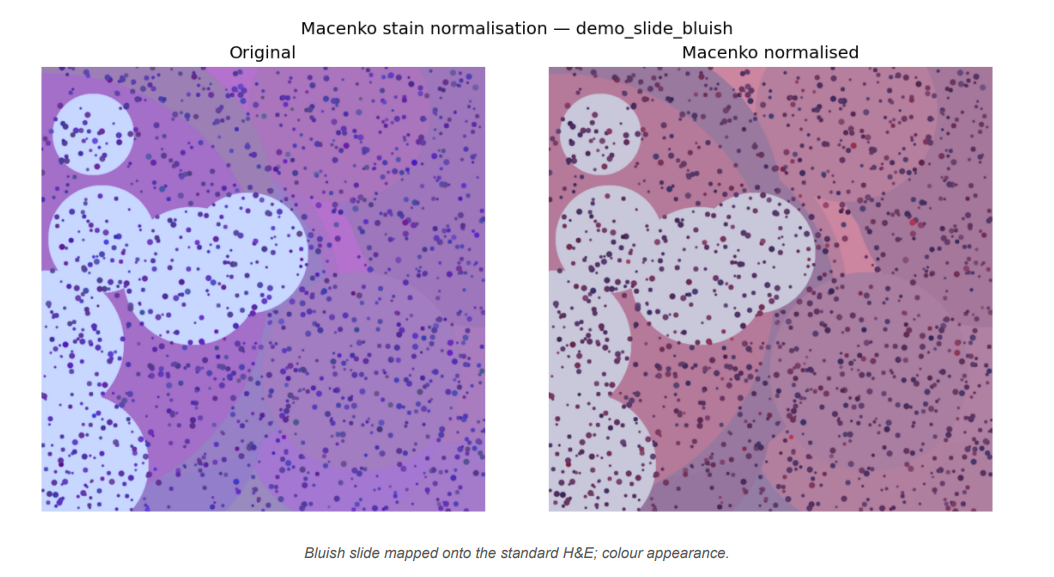 Macenko stain normalisation — demo_slide_bluish
Original
Macenko normalised
Bluish slide mapped onto the standard H&E; colour appearance.